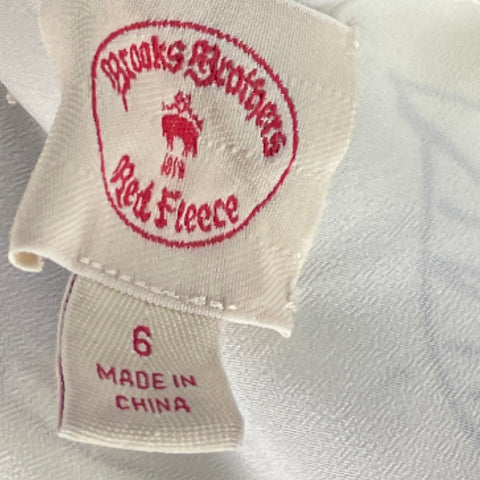 Brooks Brothers
1818
Red Fleece
6
MADE IN
CHINA